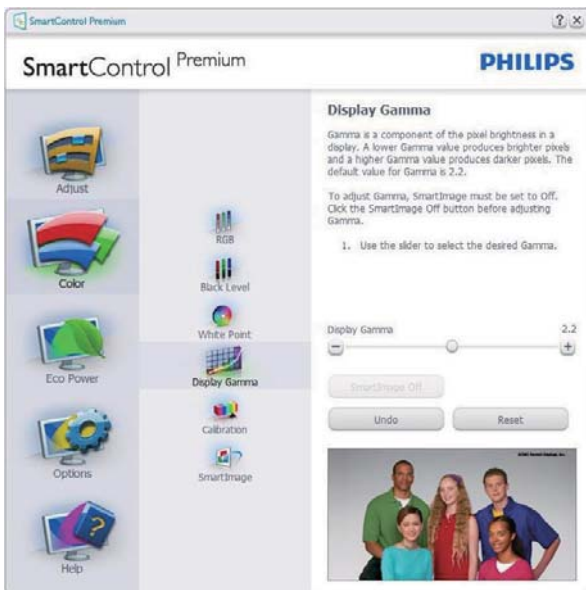 SmartControl Premium
SmartControl Premium
PHILIPS
Adjust
Color
Eco Power
Options
Help
RGB
Black Level
White Point
Display Gamma
Calibration
SmartImage
Display Gamma
Gamma is a component of the pixel brightness in a
display. A lower Gamma value produces brighter pixels
and a higher Gamma value produces darker pixels. The
default value for Gamma is 2.2.
To adjust Gamma, SmartImage must be set to Off.
Click the SmartImage Off button before adjusting
Gamma.
1. Use the slider to select the desired Gamma.
Display Gamma 2.2
SmartImage Off
Undo
Reset